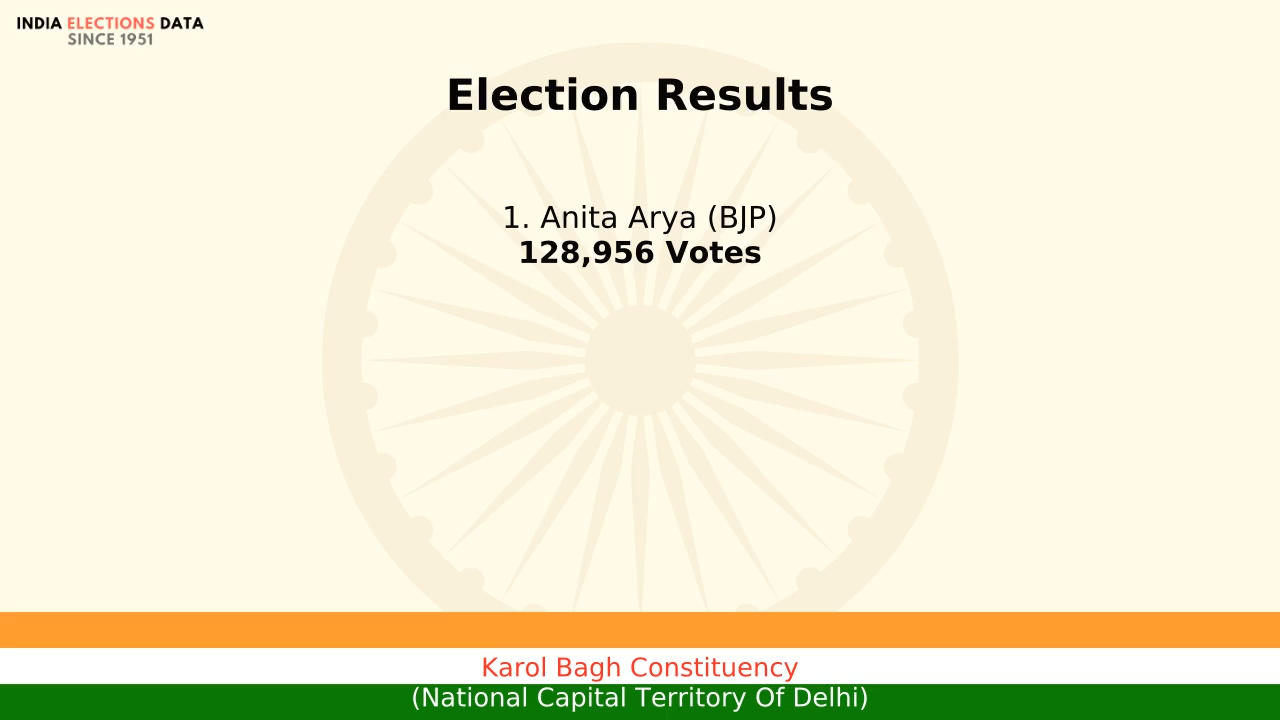 INDIA ELECTIONS DATA
SINCE 1951
Election Results
1. Anita Arya (BJP)
128,956 Votes
Karol Bagh Constituency
(National Capital Territory Of Delhi)